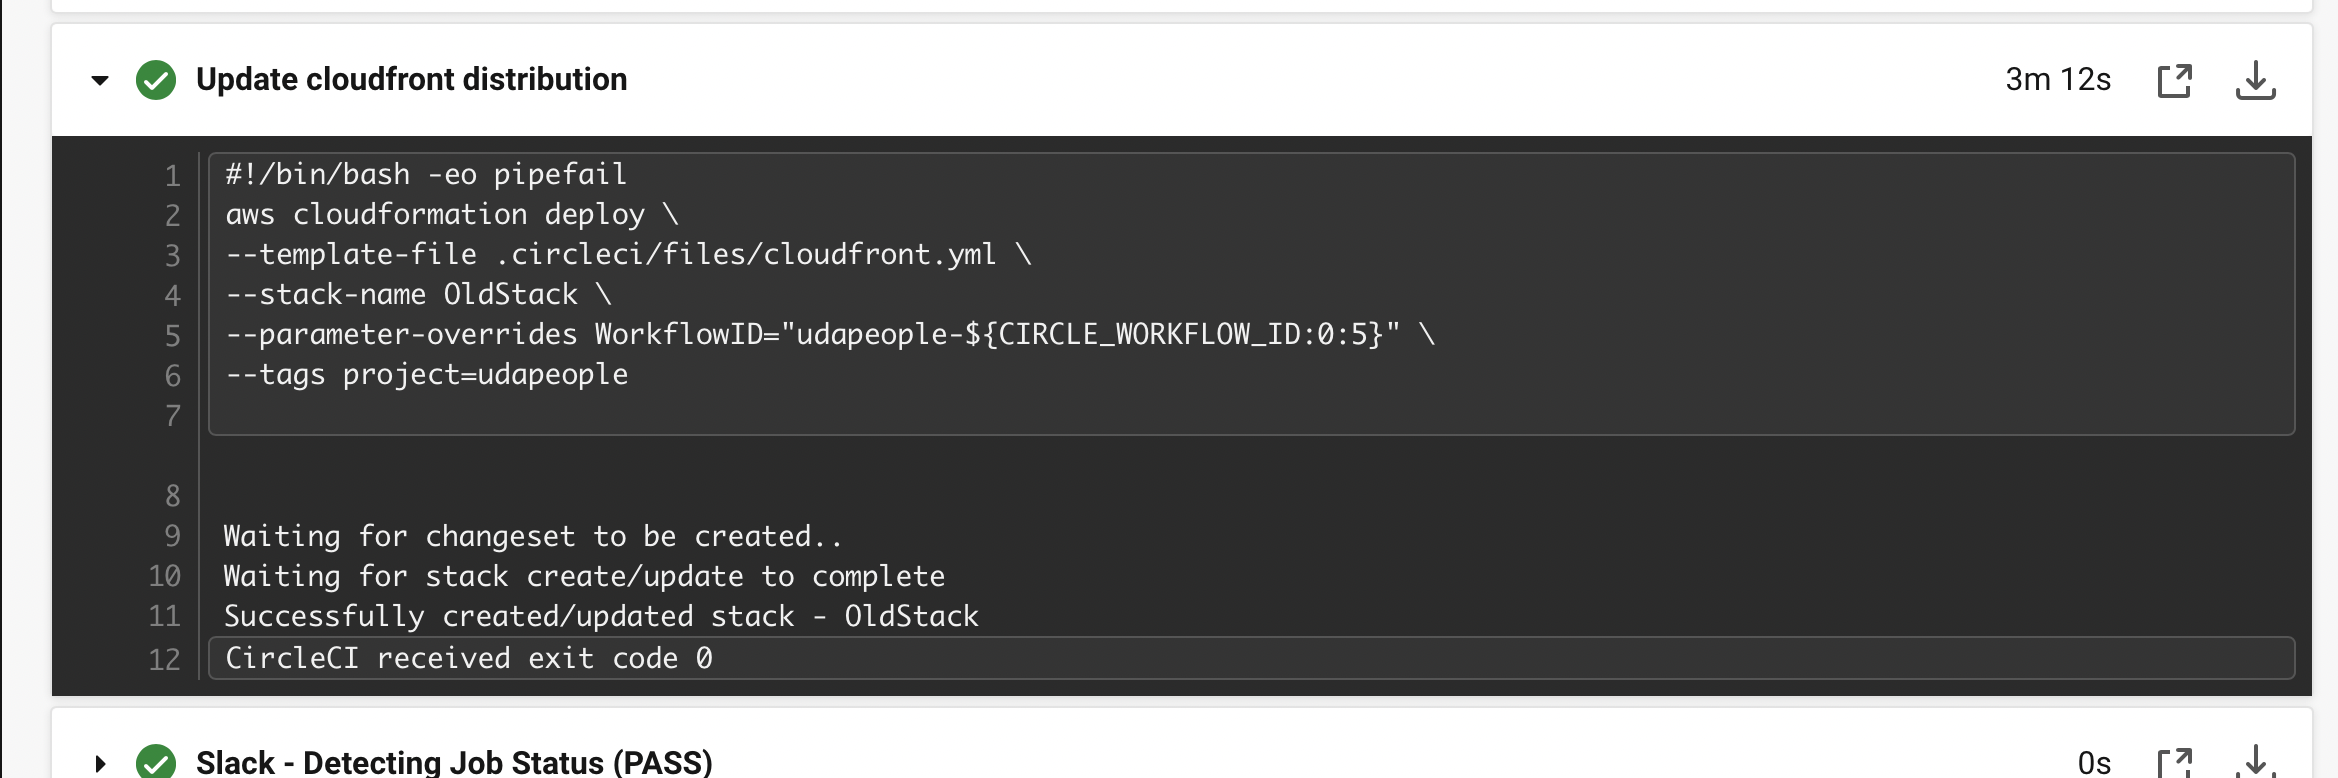 Update cloudfront distribution 3m 12s
1 #!/bin/bash -eo pipefail
2 aws cloudformation deploy \
3 --template-file .circleci/files/cloudfront.yml \
4 --stack-name OldStack \
5 --parameter-overrides WorkflowID="udapeople-${CIRCLE_WORKFLOW_ID:0:5}" \
6 --tags project=udapeople
7
8
9 Waiting for changeset to be created..
10 Waiting for stack create/update to complete
11 Successfully created/updated stack - OldStack
12 CircleCI received exit code 0
Slack - Detecting Job Status (PASS) 0s